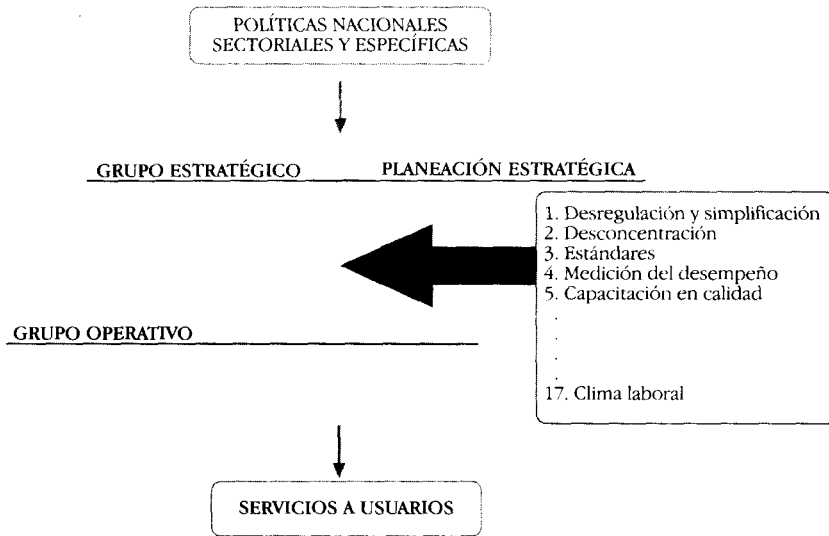 POLÍTICAS NACIONALES
SECTORIALES Y ESPECÍFICAS
GRUPO ESTRATÉGICO PLANEACIÓN ESTRATÉGICA
1. Desregulación y simplificación
2. Desconcentración
3. Estándares
4. Medición del desempeño
5. Capacitación en calidad
.
.
.
.
17. Clima laboral
GRUPO OPERATIVO
SERVICIOS A USUARIOS